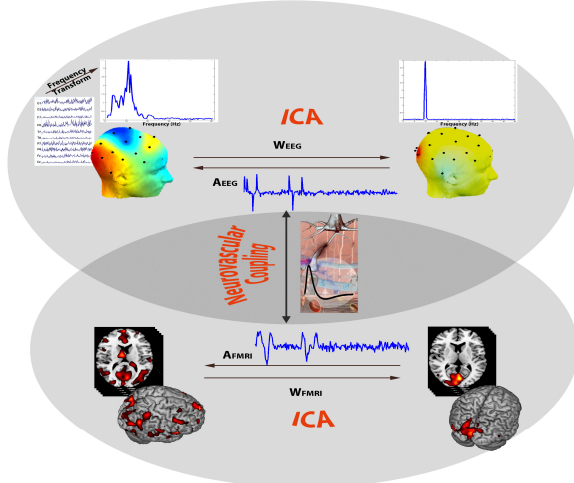 Frequency
Transform
Frequency (Hz)
Frequency (Hz)
ICA
WEEG
AEEG
Neurovascular
Coupling
AFMRI
WFMRI
ICA